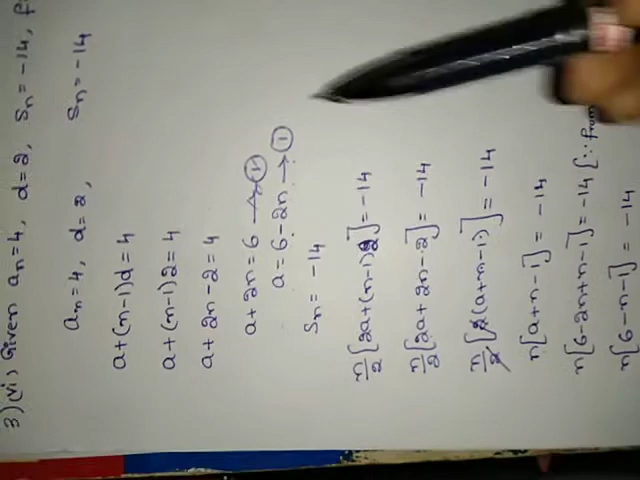 3)(vi) Given an=4, d=2, Sn=-14,
an=4, d=2, Sn=-14
a+(n-1)d=4
a+(n-1)2=4
a+2n-2=4
a+2n=6 →①
a=6-2n →①
Sn=-14
n/2[2a+(n-1)2]=-14
n/2[2a+2n-2]=-14
n/2[2(a+n-1)]=-14
n[a+n-1]=-14
n[6-2n+n-1]=-14 [∵ from
n[6-n-1]=-14